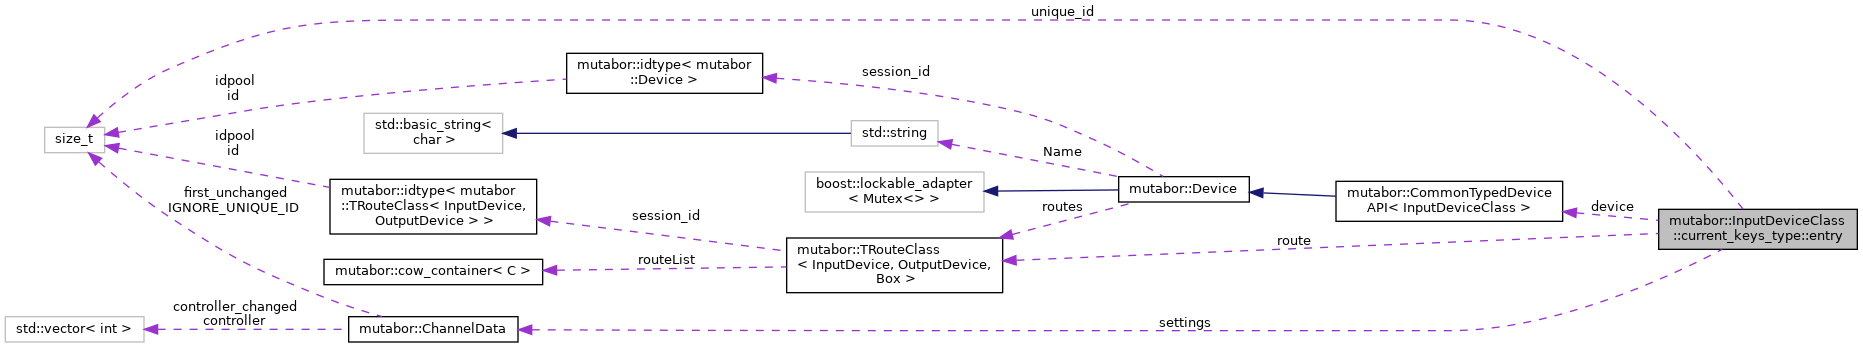 unique_id
mutabor::idtype< mutabor
::Device >
session_id
idpool
id
std::basic_string<
char >
std::string
size_t
idpool
id
Name
boost::lockable_adapter
< Mutex<> >
mutabor::Device
mutabor::CommonTypedDevice
API< InputDeviceClass >
device
mutabor::InputDeviceClass
::current_keys_type::entry
first_unchanged
IGNORE_UNIQUE_ID
mutabor::idtype< mutabor
::TRouteClass< InputDevice,
OutputDevice > >
session_id
routes
mutabor::TRouteClass
< InputDevice, OutputDevice,
Box >
route
mutabor::cow_container< C >
routeList
controller_changed
controller
std::vector< int >
mutabor::ChannelData
settings